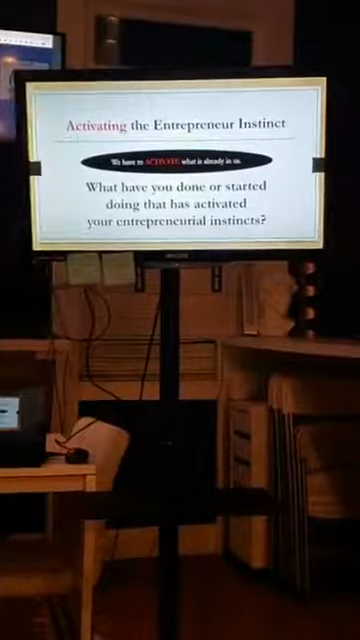 Activating the Entrepreneur Instinct
We have to ACTIVATE what is already in us.
What have you done or started
doing that has activated
your entrepreneurial instincts?